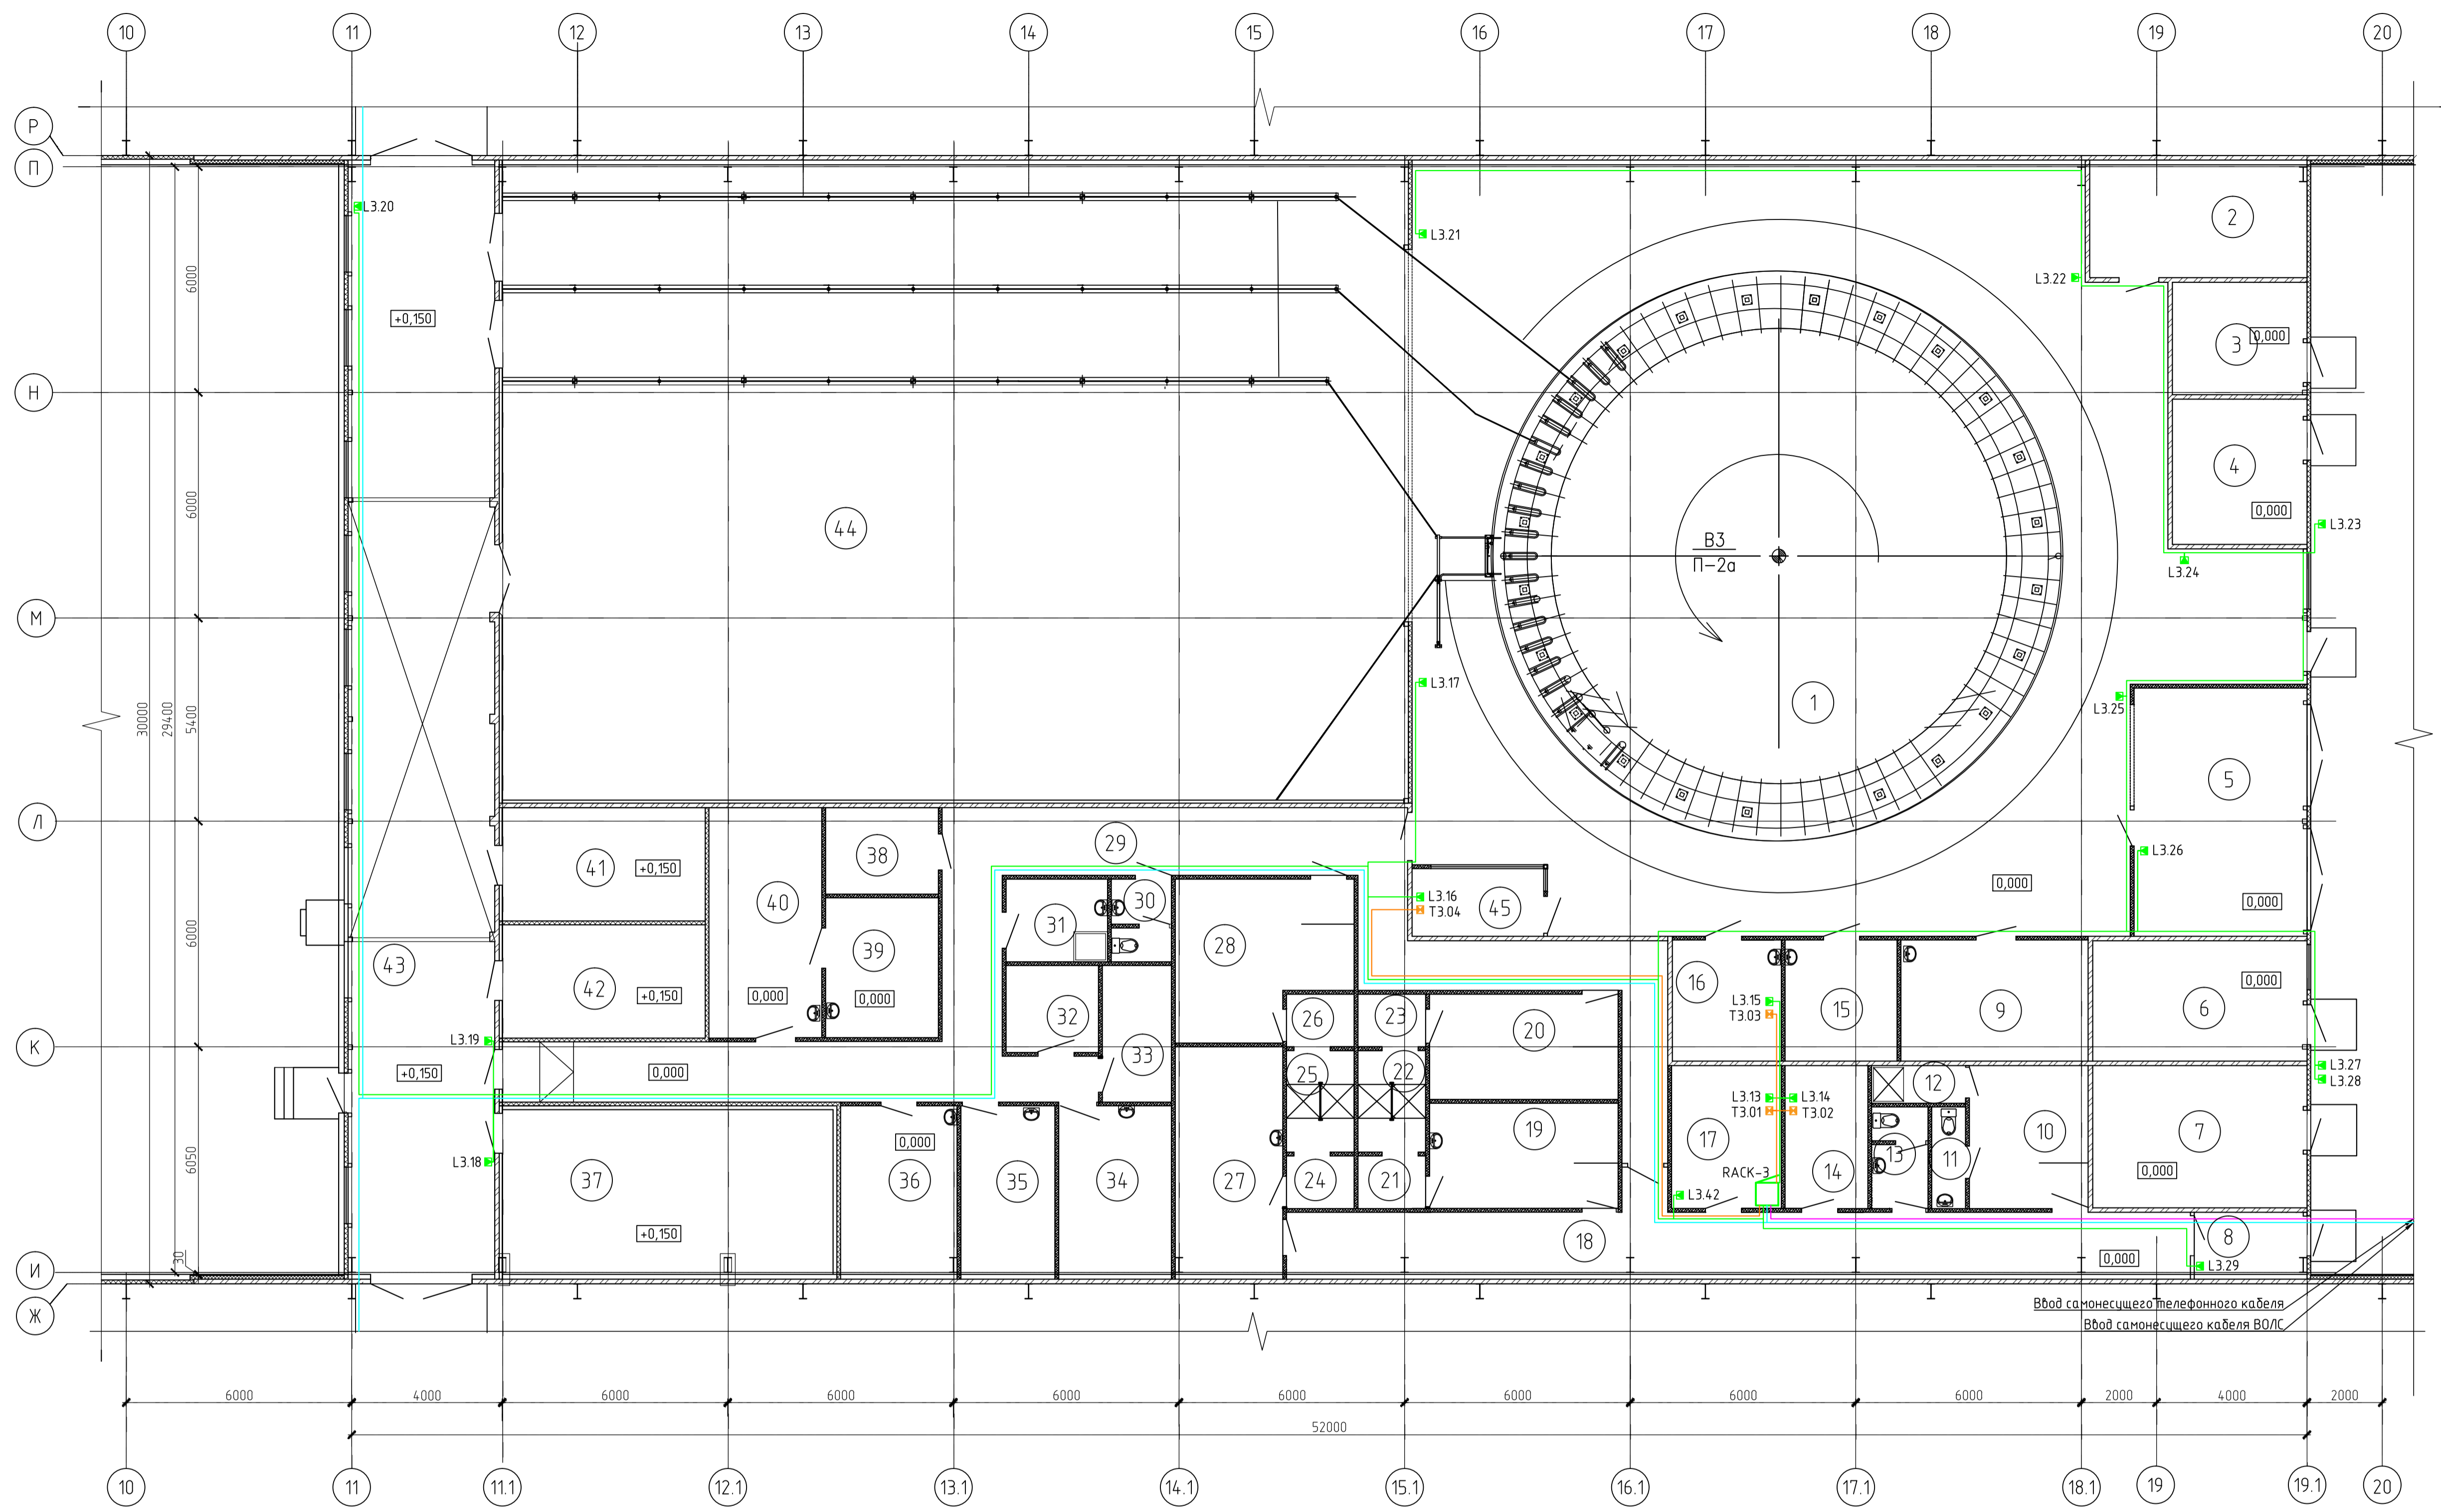 10 11 12 13 14 15 16 17 18 19 20
Р
П
L3.20
2
L3.21
6000
L3.22
+0,150
3 0,000
Н
4
6000
0,000
44
L3.23
В3
П-2а
L3.24
М
L3.17
1
L3.25
30000
29400
5400
5
Л
29
L3.26
38
41 +0,150
0,000
L3.16
40
30
T3.04
45
0,000
31
28
6000
39
43
16
0,000
42 +0,150
0,000
0,000
L3.15
T3.03
15
9
6
26
23
32
20
L3.19
К
33
+0,150
0,000
25
22
L3.27
L3.28
12
L3.13
L3.14
T3.01
T3.02
0,000
19
17
10
7
6050
L3.18
13
11
RACK-3
14
0,000
37
36
35
34
27
24
21
L3.42
+0,150
18
8
30
0,000
И
L3.29
Ж
Ввод самонесущего телефонного кабеля
Ввод самонесущего кабеля ВОЛС
6000 4000 6000 6000 6000 6000 6000 6000 6000 2000 4000 2000
52000
10 11 11.1 12.1 13.1 14.1 15.1 16.1 17.1 18.1 19 19.1 20